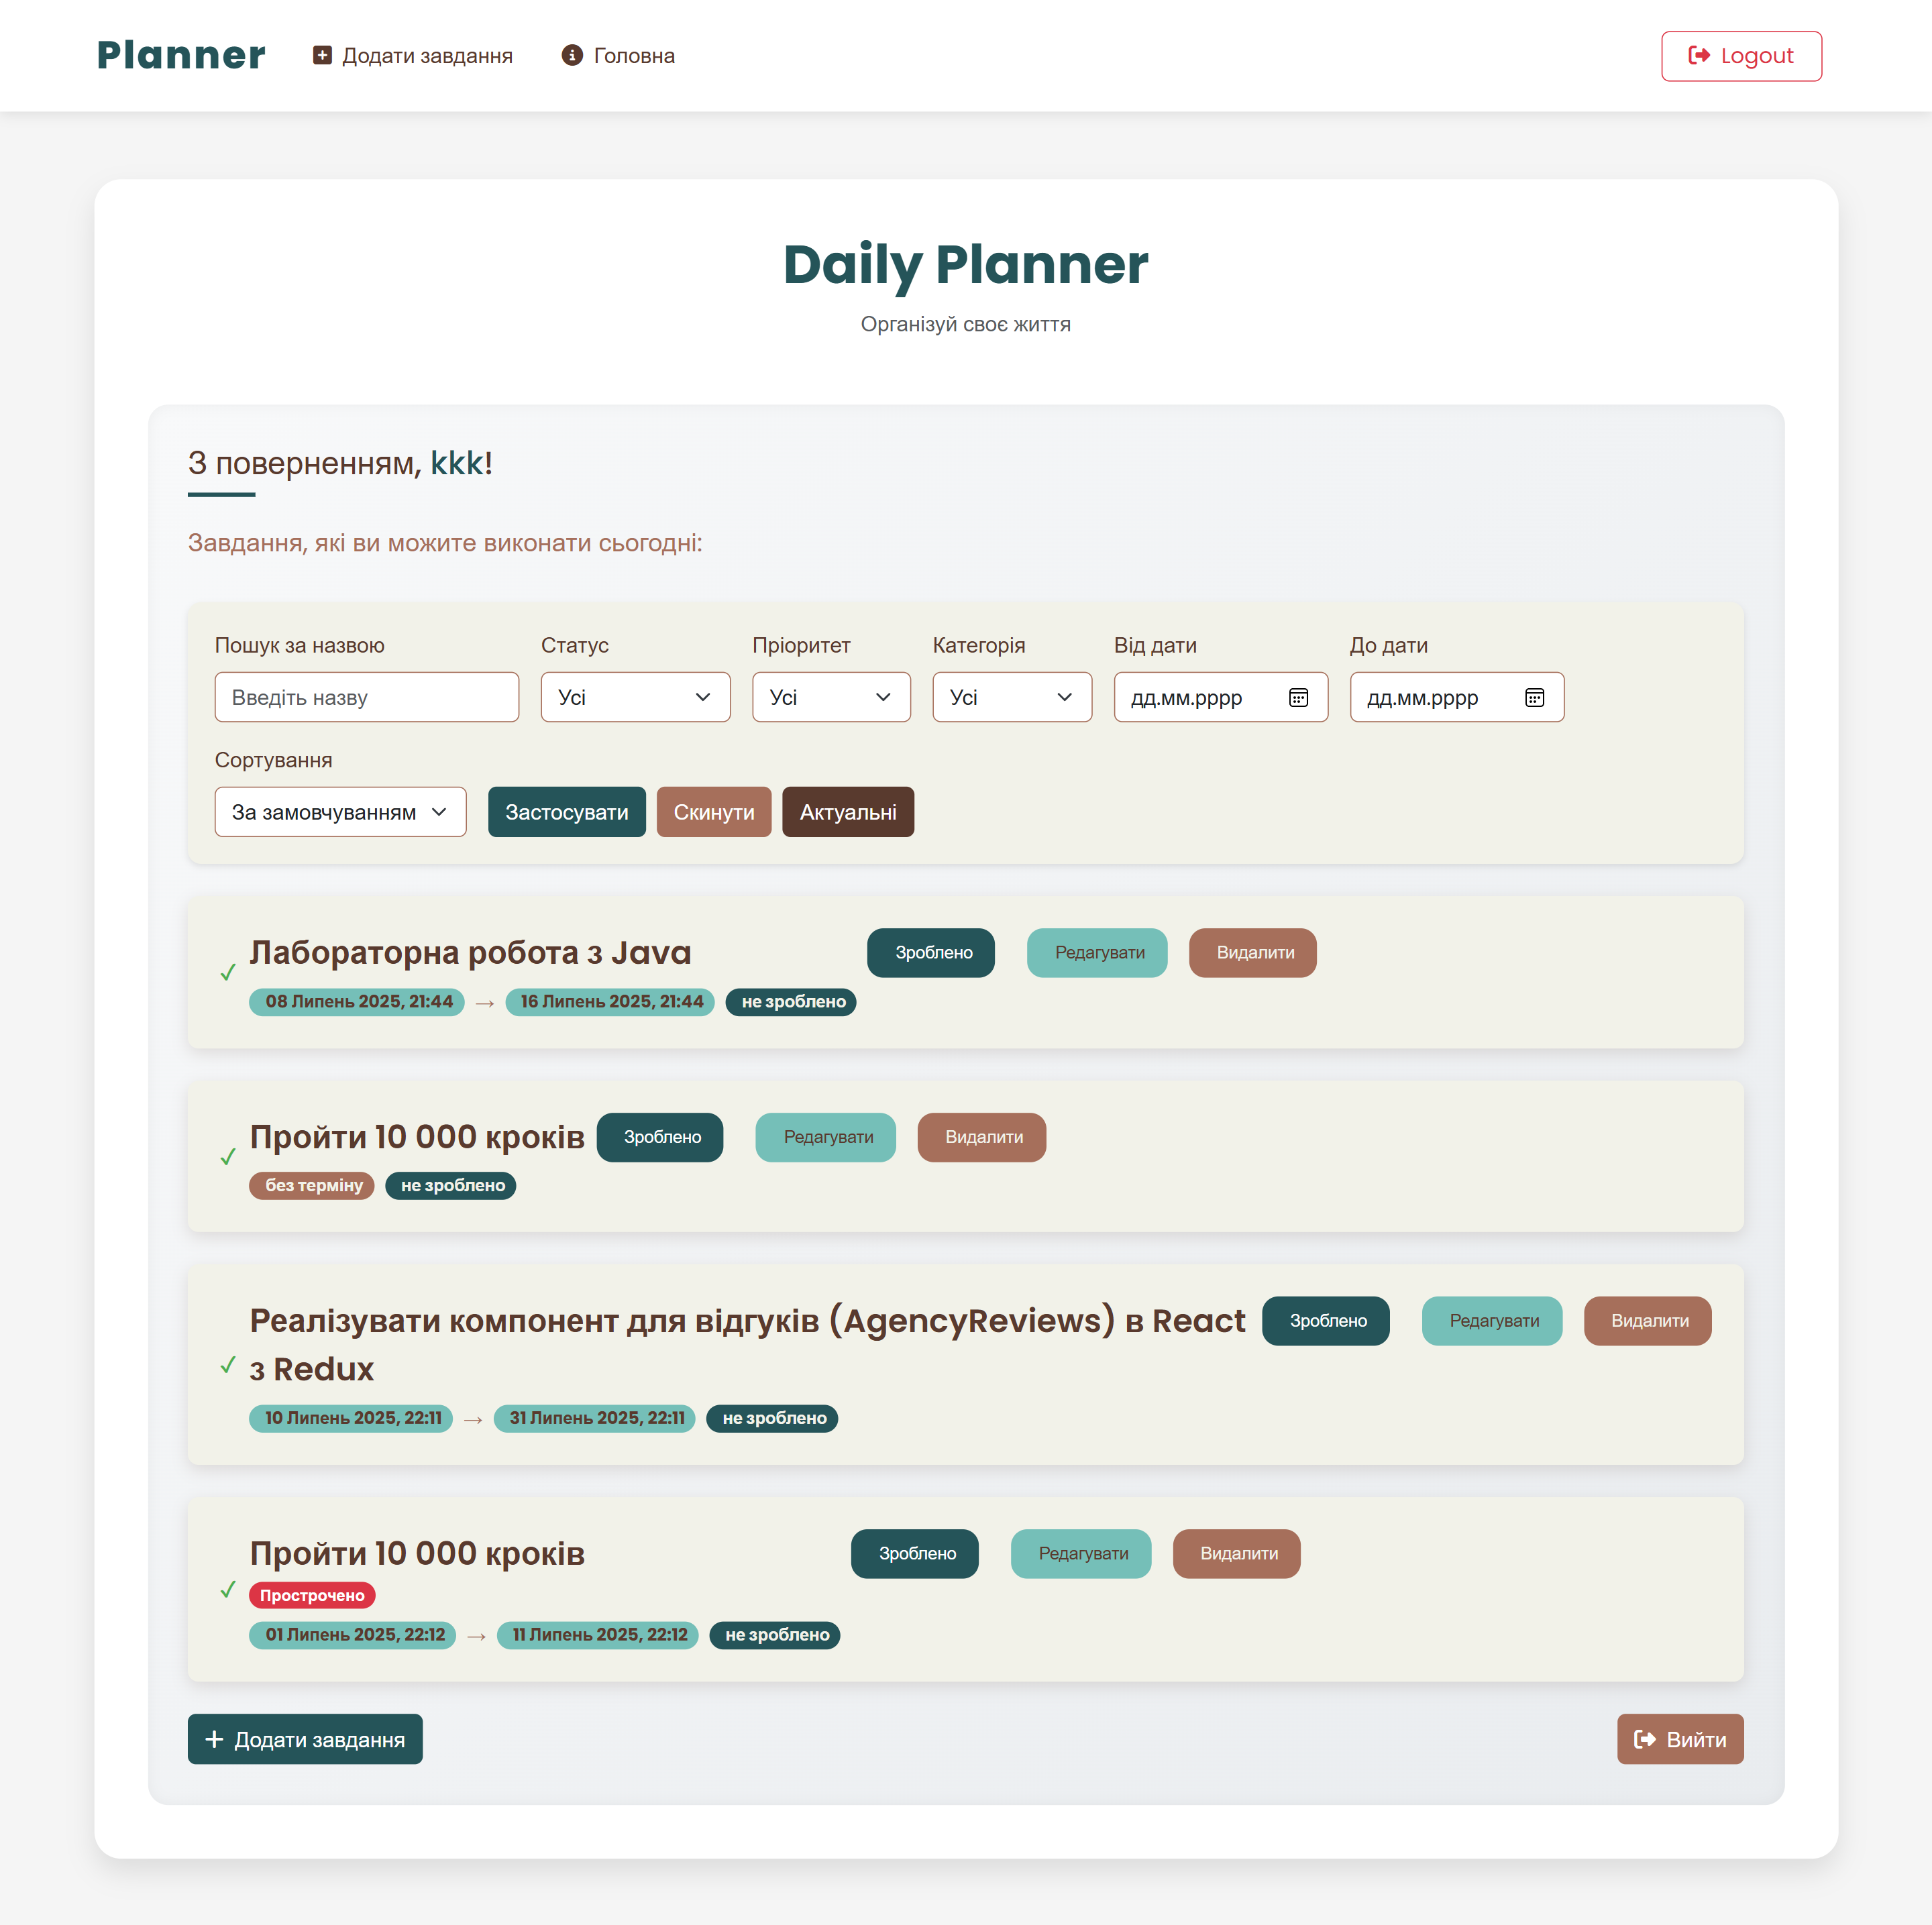 Planner
Додати завдання
Головна
Logout
Daily Planner
Організуй своє життя
З поверненням, kkk!
Завдання, які ви можите виконати сьогодні:
Пошук за назвою Статус Пріоритет Категорія Від дати До дати
Введіть назву Усі Усі Усі дд.мм.рррр дд.мм.рррр
Сортування
За замовчуванням Застосувати Скинути Актуальні
Лабораторна робота з Java Зроблено Редагувати Видалити
✓
08 Липень 2025, 21:44 → 16 Липень 2025, 21:44 не зроблено
Пройти 10 000 кроків Зроблено Редагувати Видалити
✓
без терміну не зроблено
Реалізувати компонент для відгуків (AgencyReviews) в React Зроблено Редагувати Видалити
✓ з Redux
10 Липень 2025, 22:11 → 31 Липень 2025, 22:11 не зроблено
Пройти 10 000 кроків Зроблено Редагувати Видалити
✓ Прострочено
01 Липень 2025, 22:12 → 11 Липень 2025, 22:12 не зроблено
+ Додати завдання Вийти